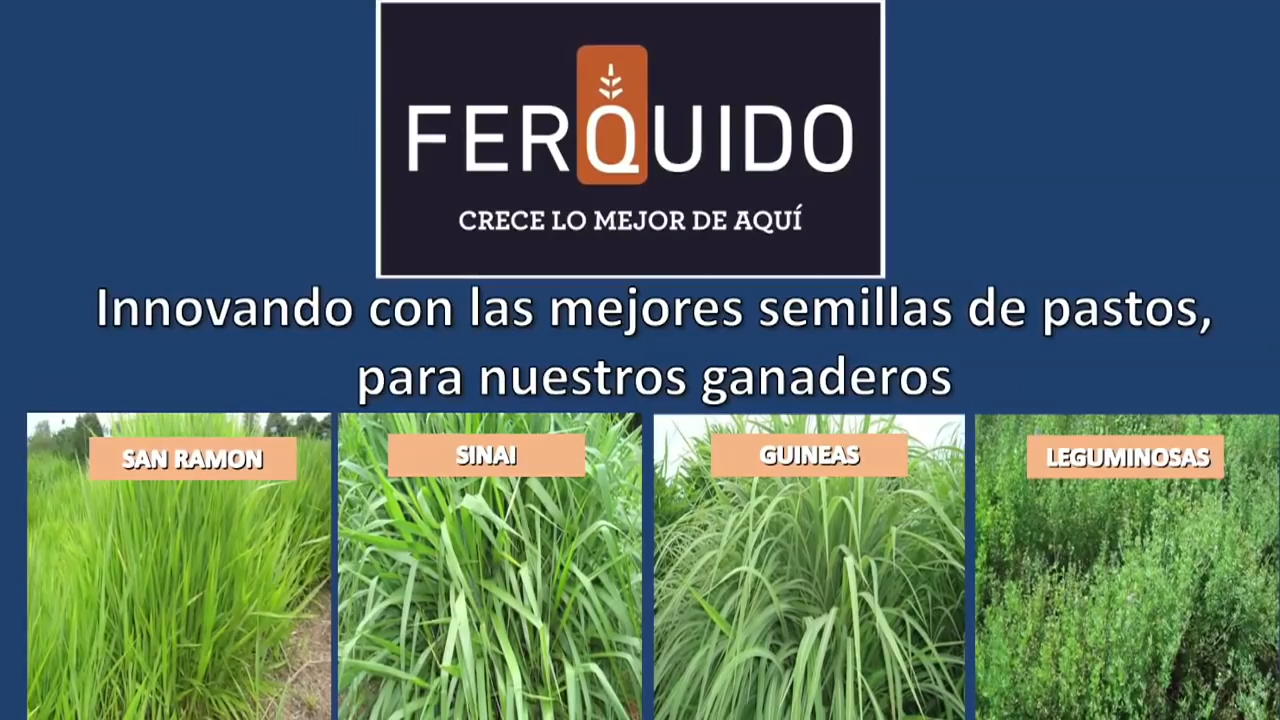 FERQUIDO
CRECE LO MEJOR DE AQUÍ
Innovando con las mejores semillas de pastos,
para nuestros ganaderos
SAN RAMON
SINAI
GUINEAS
LEGUMINOSAS